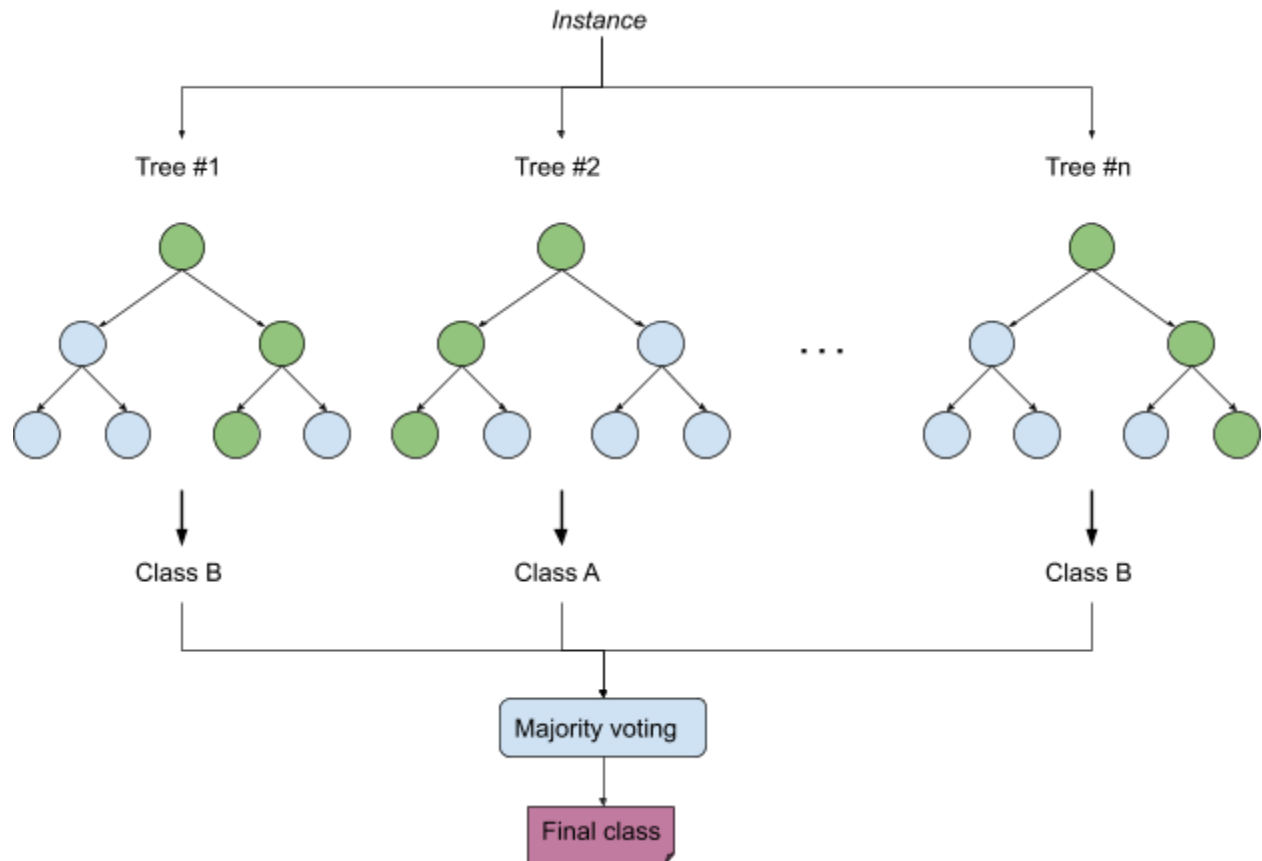 Instance
Tree #1
Tree #2
Tree #n
...
Class B
Class A
Class B
Majority voting
Final class